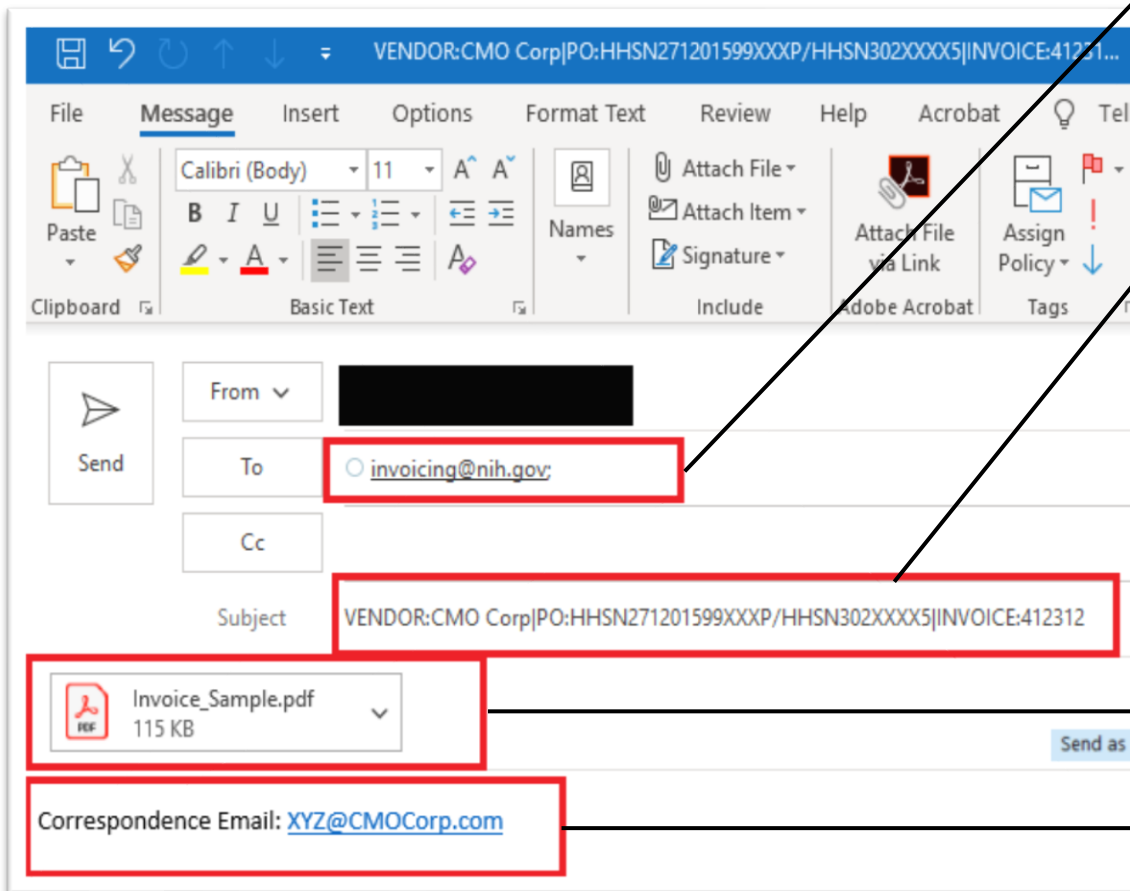 VENDOR:CMO Corp|PO:HHSN271201599XXXP/HHSN302XXXX5|INVOICE:41231...
File Message Insert Options Format Text Review Help Acrobat Tel
Calibri (Body) 11 A A
Attach File
B I U
Attach Item
Paste Names Attach File via Link Assign Policy
A Signature
Clipboard Basic Text Include Adobe Acrobat Tags
From
Send To invoicing@nih.gov;
Cc
Subject VENDOR:CMO Corp|PO:HHSN271201599XXXP/HHSN302XXXX5|INVOICE:412312
Invoice_Sample.pdf
PDF 115 KB
Send as
Correspondence Email: XYZ@CMOCorp.com